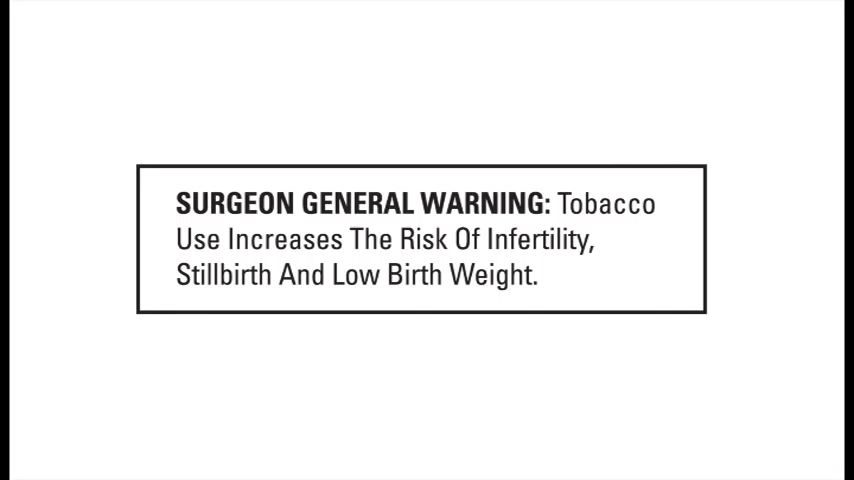 SURGEON GENERAL WARNING: Tobacco
Use Increases The Risk Of Infertility,
Stillbirth And Low Birth Weight.